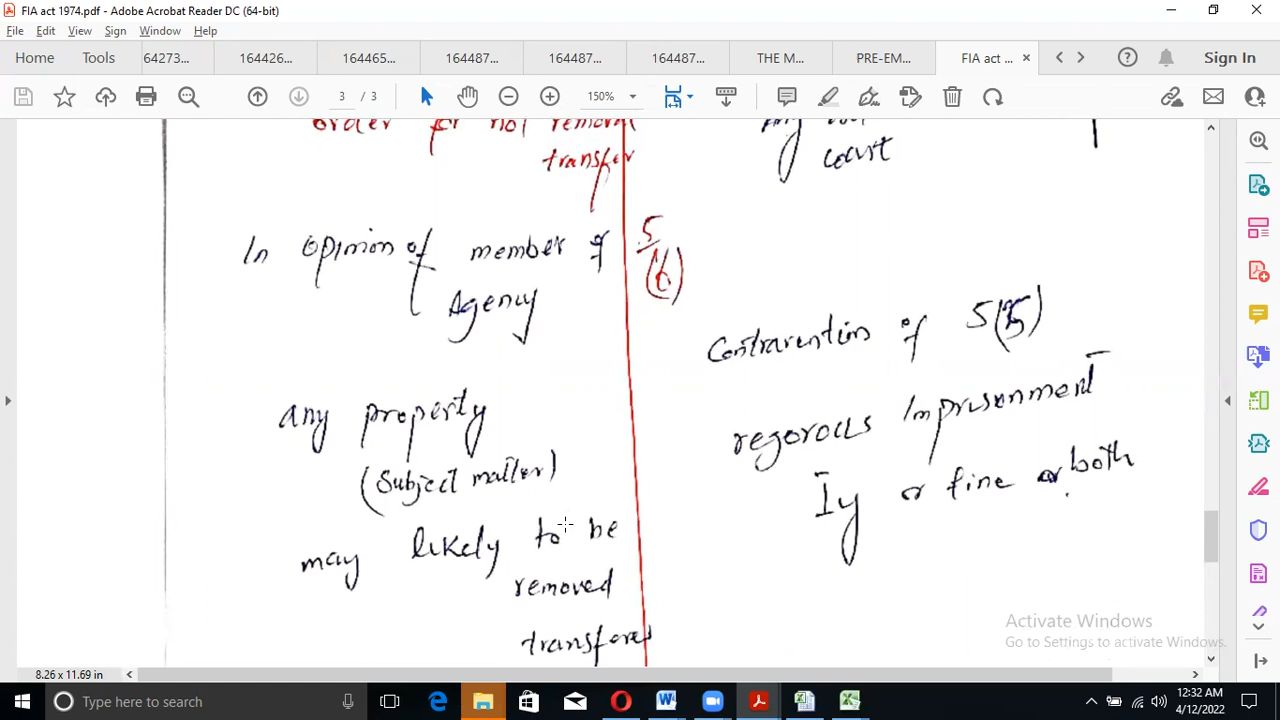 FIA act 1974.pdf - Adobe Acrobat Reader DC (64-bit)
File Edit View Sign Window Help
Home Tools 64273... 164426... 164465... 164487... 164487... 164487... THE M... PRE-EM... FIA act ... × Sign In
3 / 3 150%
order for not removal
transfer
Any
court
In opinion of member of
Agency
5
(6)
any property
(Subject matter)
may likely to be
removed
transfered
Contravention of 5(5)
regorocus Imprisonment
Iy or fine or both
Activate Windows
Go to Settings to activate Windows.
8.26 x 11.69 in
Type here to search
12:32 AM
4/12/2022